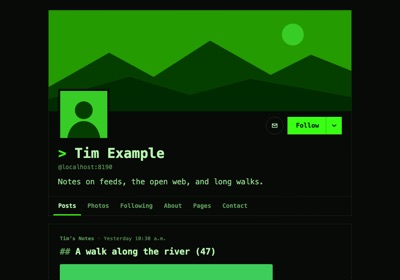 Follow
> Tim Example
@localhost:8190
Notes on feeds, the open web, and long walks.
Posts Photos Following About Pages Contact
Tim's Notes · Yesterday 10:30 a.m.
## A walk along the river (47)